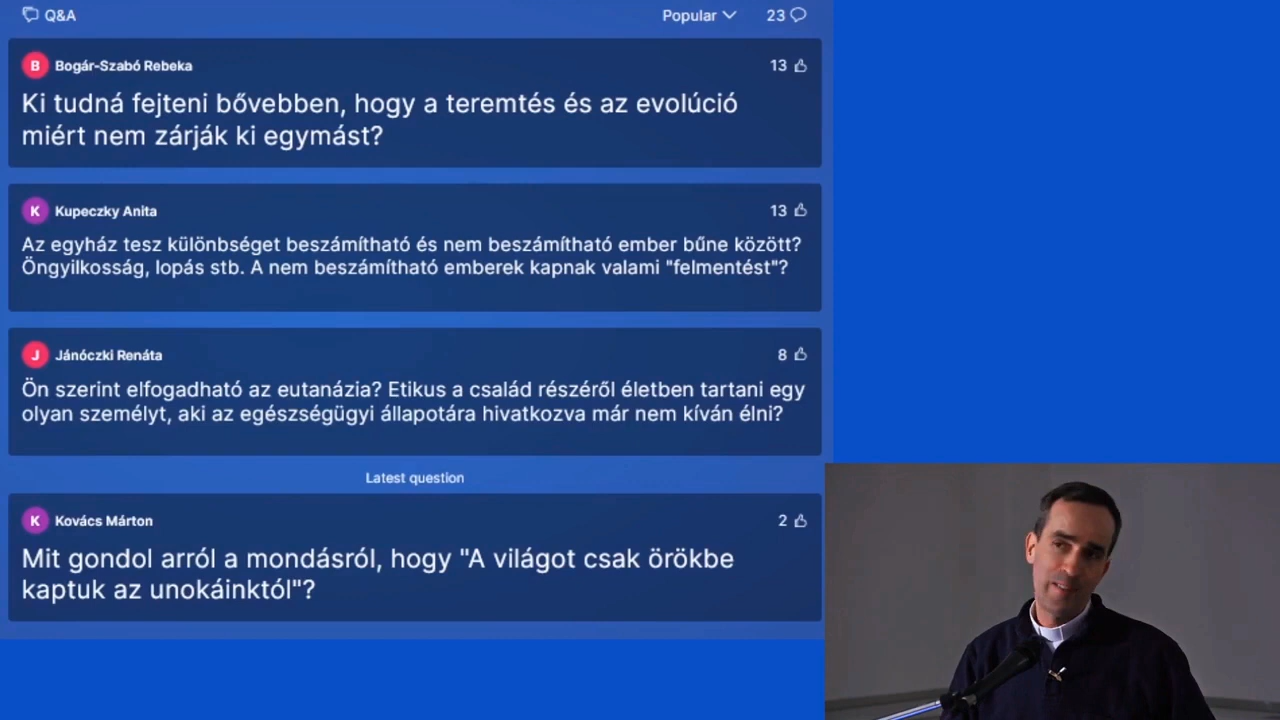 Q&A
Popular
23
B
Bogár-Szabó Rebeka
13
Ki tudná fejteni bővebben, hogy a teremtés és az evolúció
miért nem zárják ki egymást?
K
Kupeczky Anita
13
Az egyház tesz különbséget beszámítható és nem beszámítható ember bűne között?
Öngyilkosság, lopás stb. A nem beszámítható emberek kapnak valami "felmentést"?
J
Jánóczki Renáta
8
Ön szerint elfogadható az eutanázia? Etikus a család részéről életben tartani egy
olyan személyt, aki az egészségügyi állapotára hivatkozva már nem kíván élni?
Latest question
K
Kovács Márton
2
Mit gondol arról a mondásról, hogy "A világot csak örökbe
kaptuk az unokáinktól"?